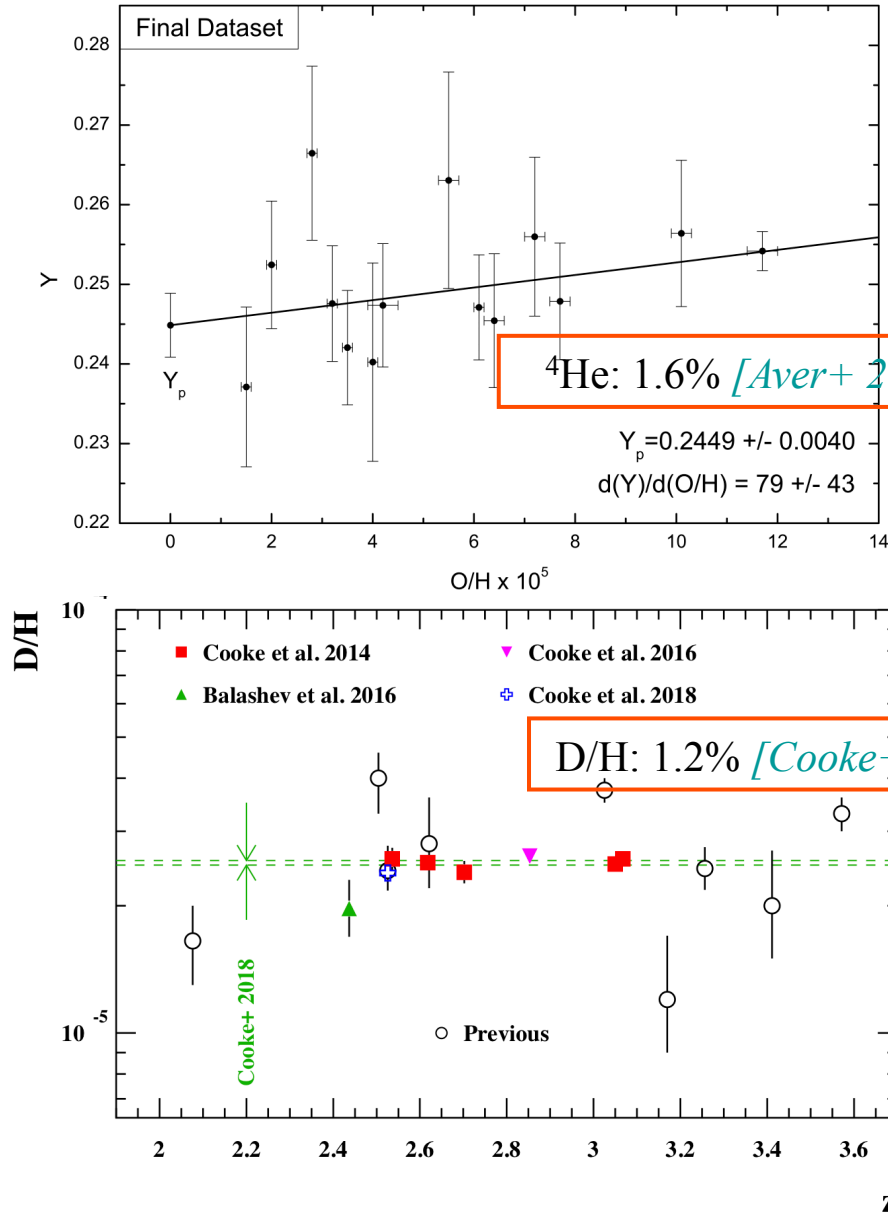 Final Dataset
0.28
0.27
0.26
0.25
0.24
0.23
0.22
Y
Yp
⁴He: 1.6% [Aver+ 2
Yp=0.2449 +/- 0.0040
d(Y)/d(O/H) = 79 +/- 43
0 2 4 6 8 10 12 14
O/H x 10⁵
D/H
10
Cooke et al. 2014
Cooke et al. 2016
Balashev et al. 2016
Cooke et al. 2018
D/H: 1.2% [Cooke+
Cooke+ 2018
Previous
10⁻⁵
2 2.2 2.4 2.6 2.8 3 3.2 3.4 3.6